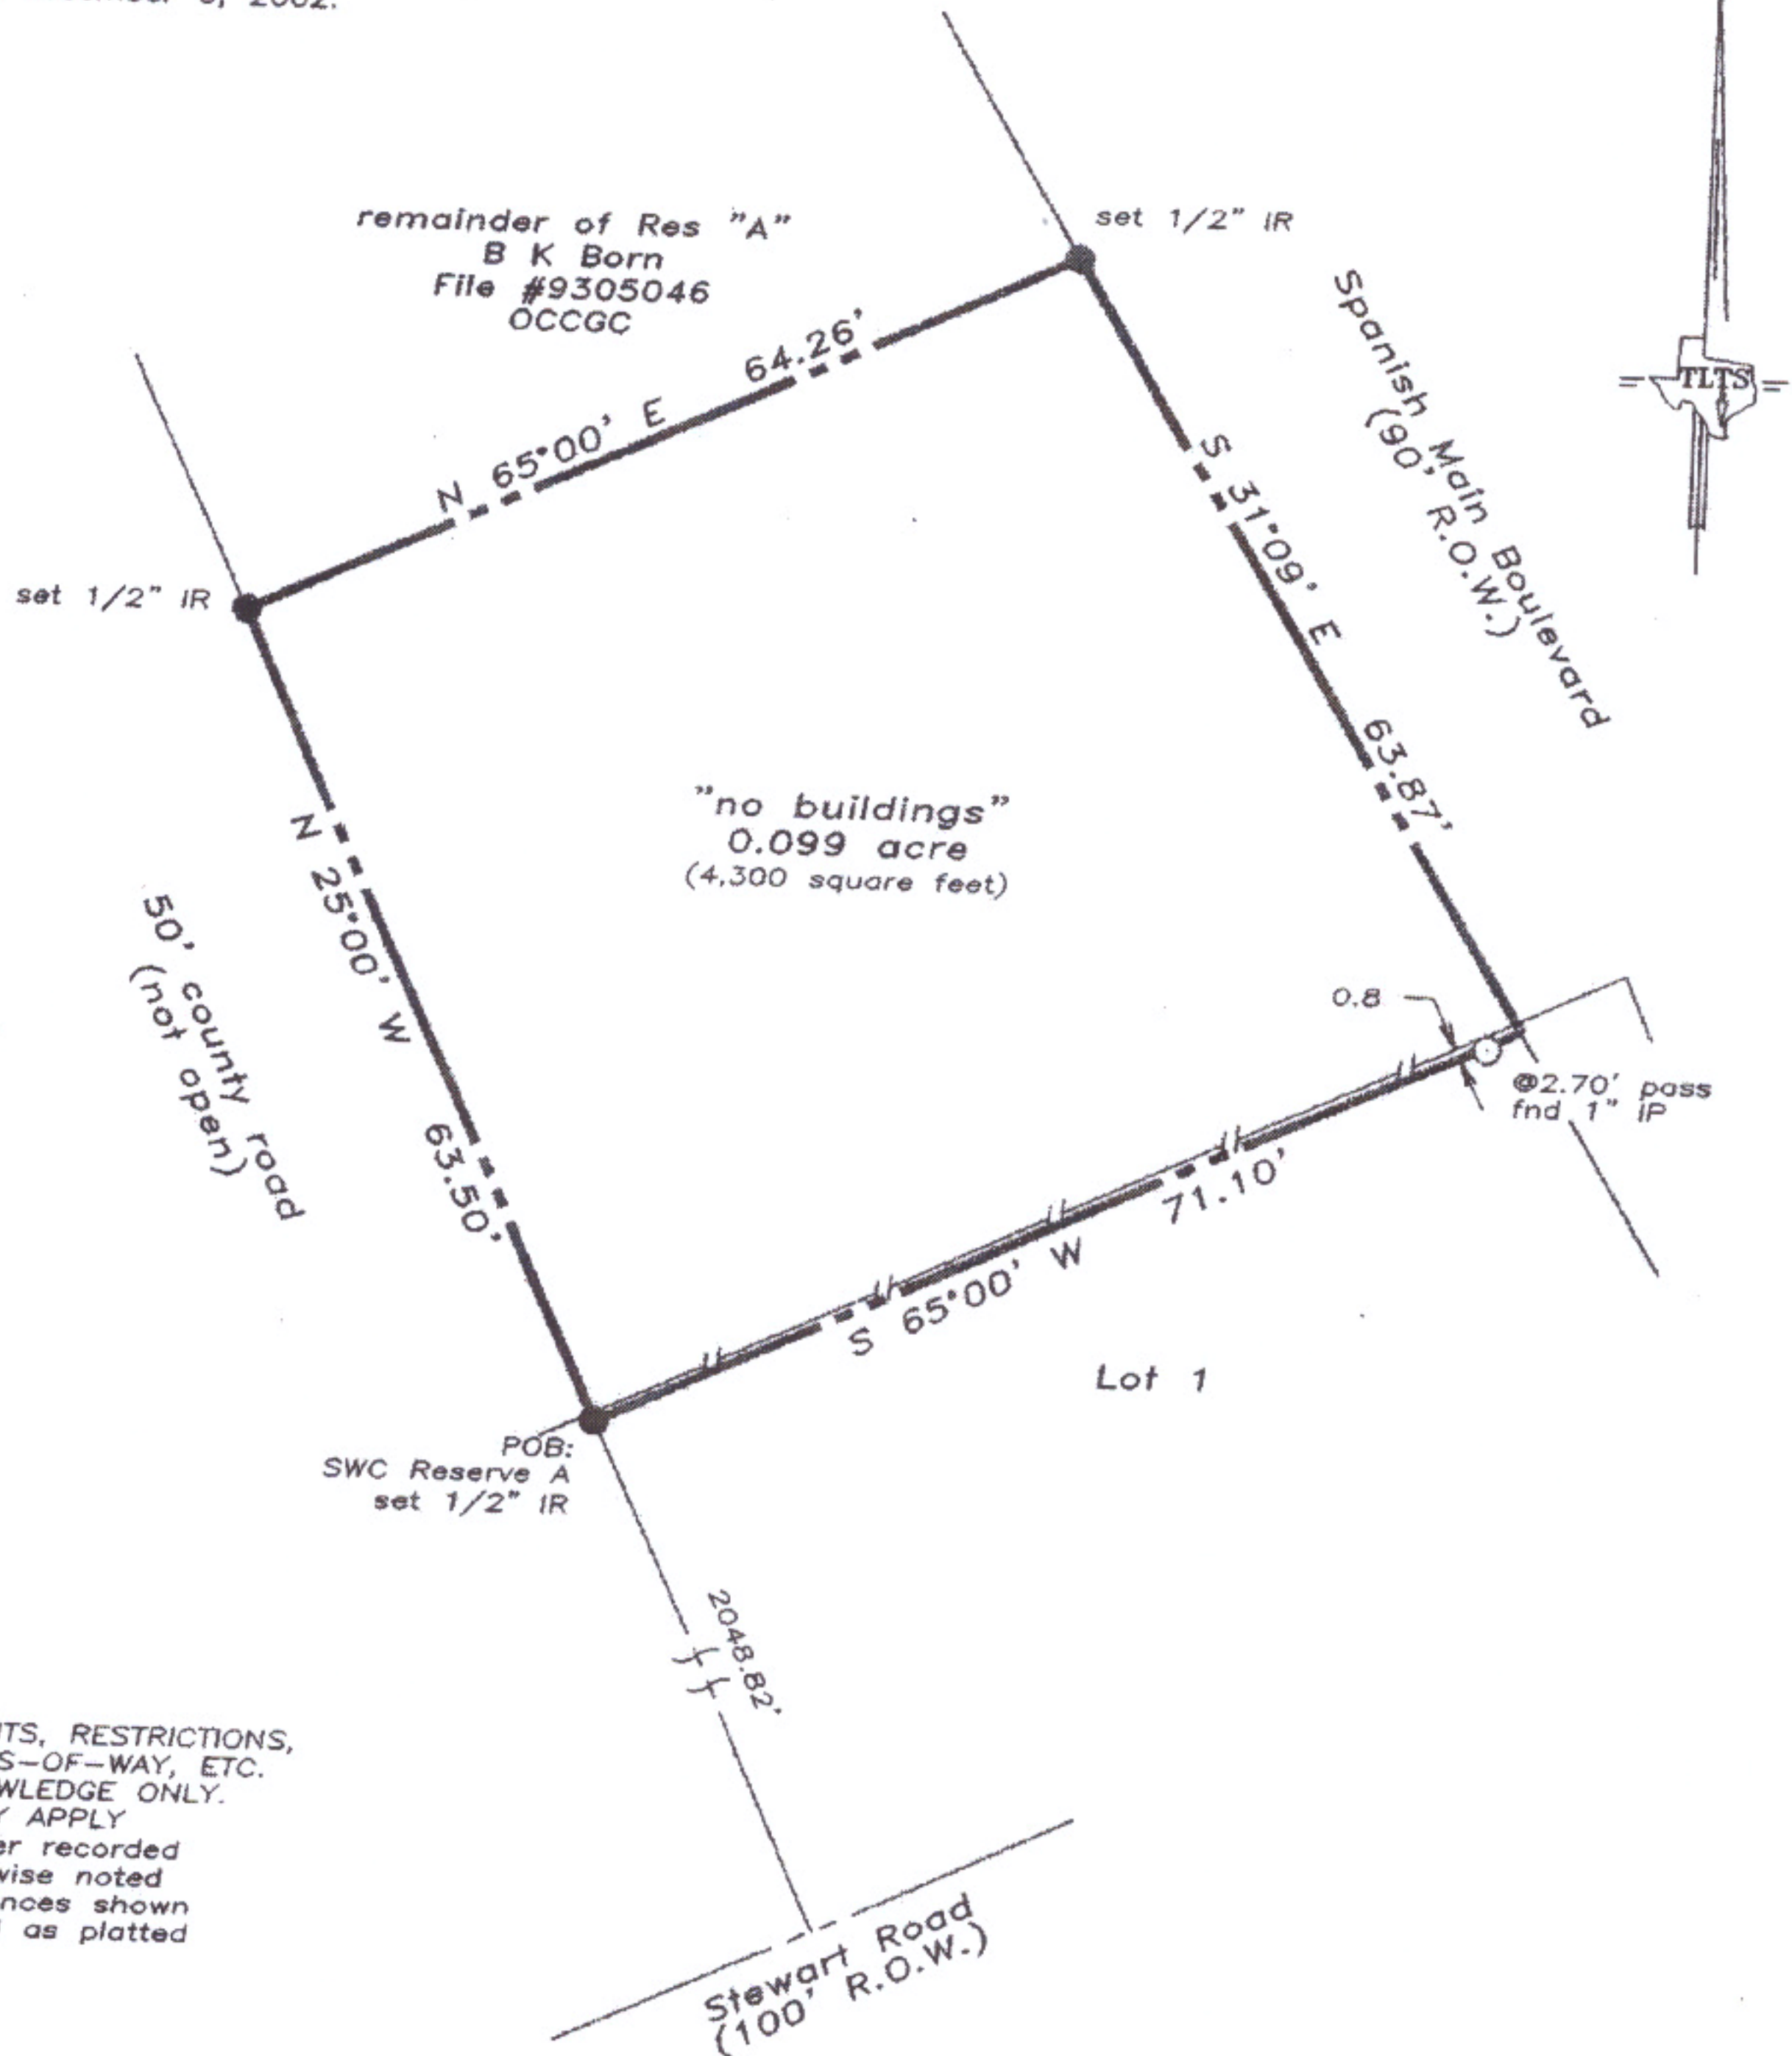 6, 2002.
remainder of Res "A"
B K Born
File #9305046
OCCGC
set 1/2" IR
Spanish Main Boulevard
(90' R.O.W.)
TLTS
N 65°00' E 64.26'
S 31°09' E 63.87'
set 1/2" IR
"no buildings"
0.099 acre
(4,300 square feet)
N 25°00' W 63.50'
50' county road
(not open)
0.8
@2.70' pass
fnd 1" IP
S 65°00' W 71.10'
Lot 1
POB:
SWC Reserve A
set 1/2" IR
2048.82'
TS, RESTRICTIONS,
S-OF-WAY, ETC.
WLEDGE ONLY.
Y APPLY
er recorded
wise noted
nces shown
as platted
Stewart Road
(100' R.O.W.)